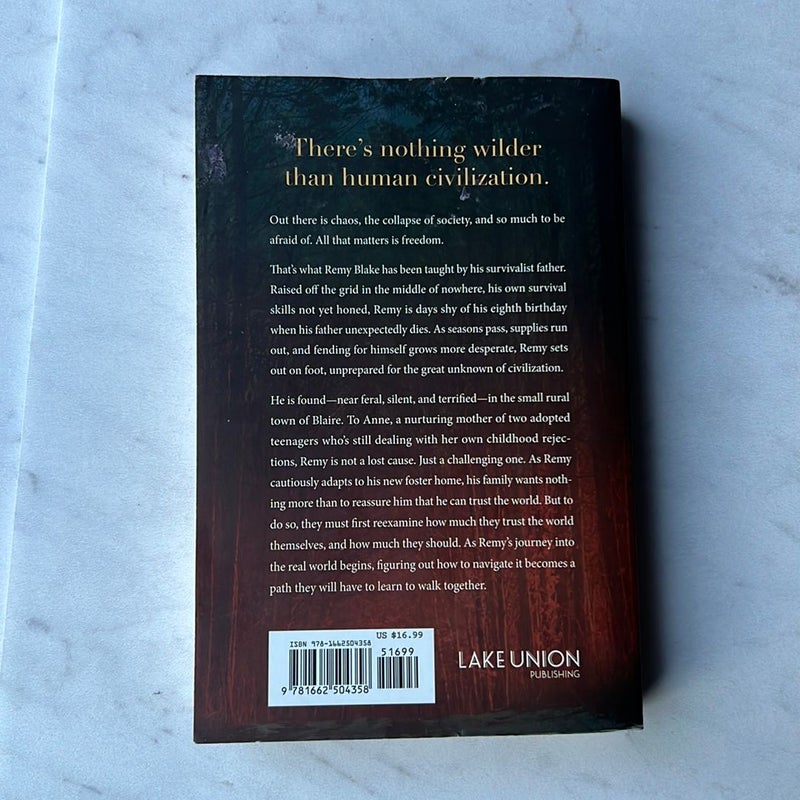 There's nothing wilder
than human civilization.
Out there is chaos, the collapse of society, and so much to be
afraid of. All that matters is freedom.
That's what Remy Blake has been taught by his survivalist father.
Raised off the grid in the middle of nowhere, his own survival
skills not yet honed, Remy is days shy of his eighth birthday
when his father unexpectedly dies. As seasons pass, supplies run
out, and fending for himself grows more desperate, Remy sets
out on foot, unprepared for the great unknown of civilization.
He is found—near feral, silent, and terrified—in the small rural
town of Blaire. To Anne, a nurturing mother of two adopted
teenagers who's still dealing with her own childhood rejec-
tions, Remy is not a lost cause. Just a challenging one. As Remy
cautiously adapts to his new foster home, his family wants noth-
ing more than to reassure him that he can trust the world. But to
do so, they must first reexamine how much they trust the world
themselves, and how much they should. As Remy's journey into
the real world begins, figuring out how to navigate it becomes a
path they will have to learn to walk together.
US $16.99
ISBN 978-1662504358
51699
9 781662 504358
LAKE UNION
PUBLISHING